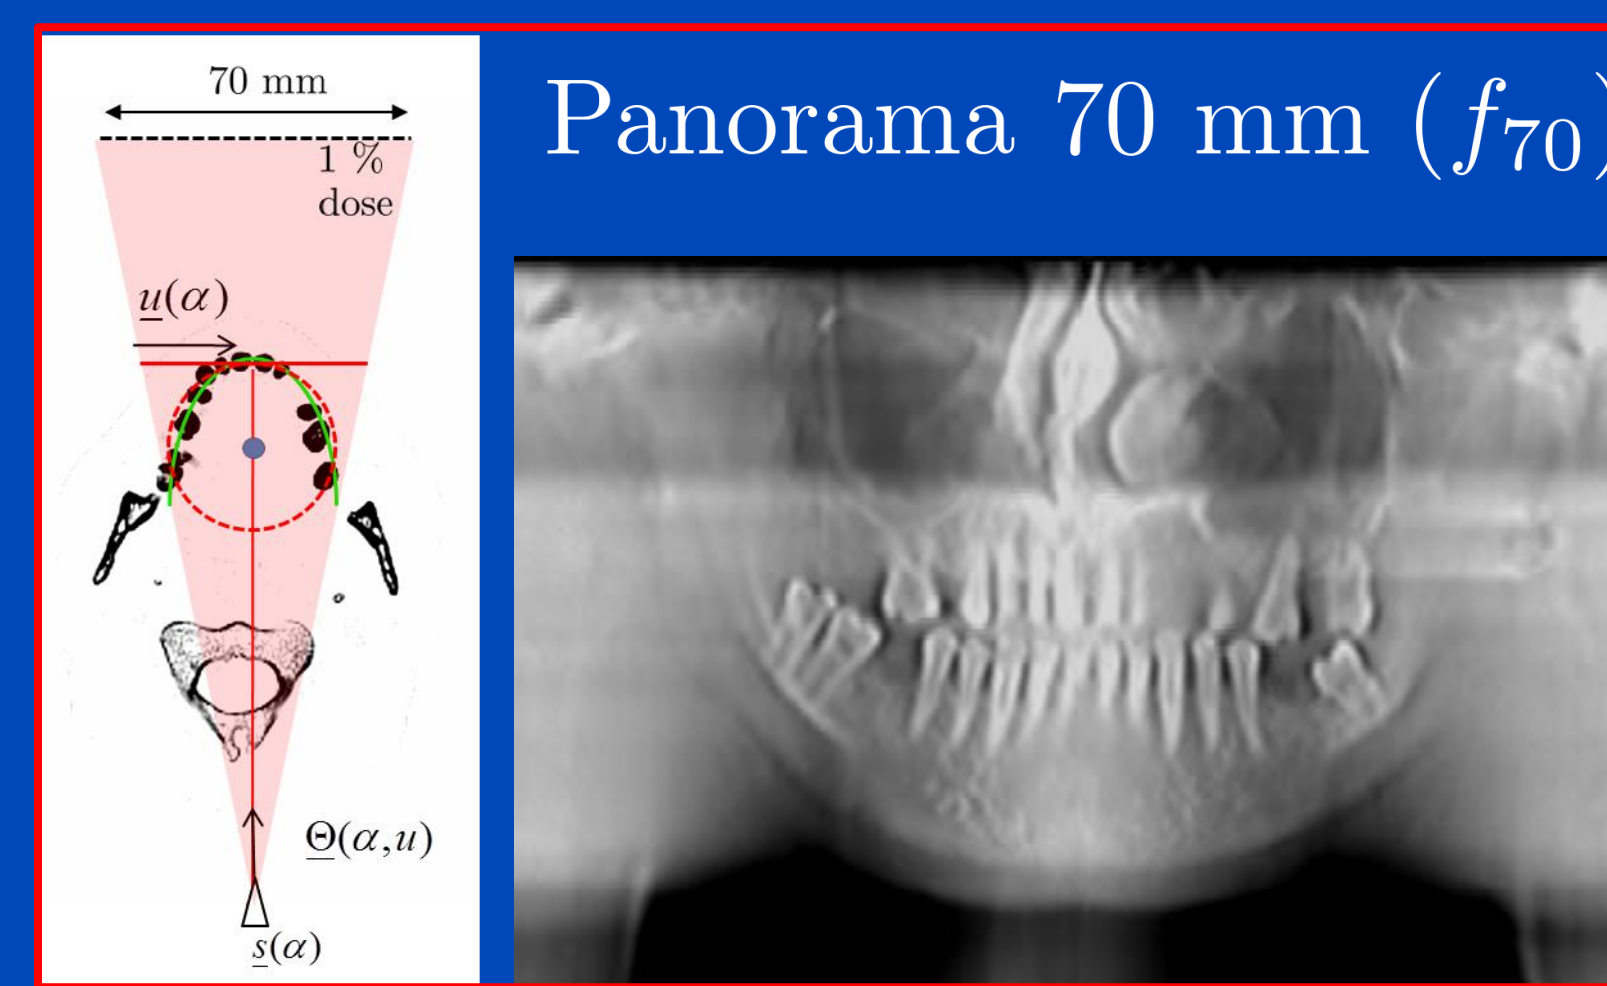 70 mm
Panorama 70 mm (f₇₀)
1 %
dose
u(α)
Θ(α,u)
s(α)